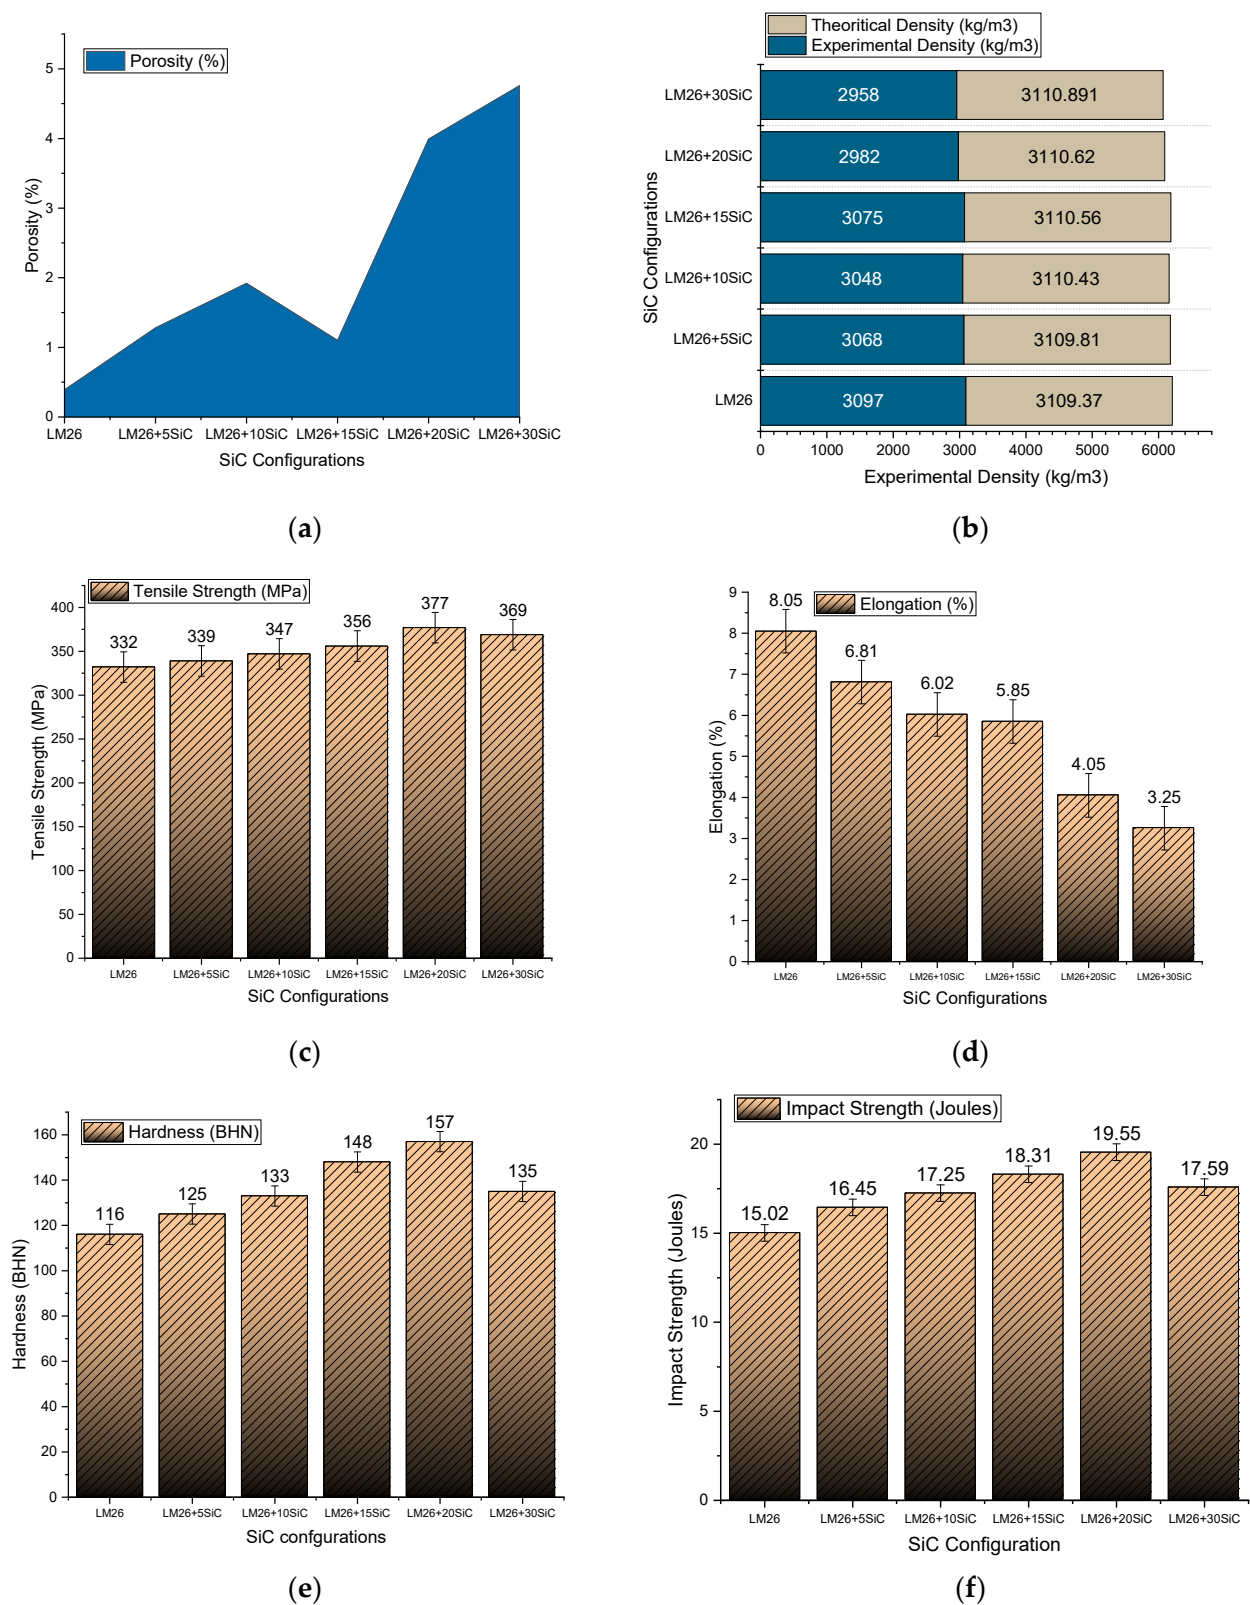 Porosity (%)
5
4
3
2
1
0
Porosity (%)
LM26 LM26+5SiC LM26+10SiC LM26+15SiC LM26+20SiC LM26+30SiC
SiC Configurations
(a)
Theoritical Density (kg/m3)
Experimental Density (kg/m3)
SiC Configurations
LM26+30SiC 2958 3110.891
LM26+20SiC 2982 3110.62
LM26+15SiC 3075 3110.56
LM26+10SiC 3048 3110.43
LM26+5SiC 3068 3109.81
LM26 3097 3109.37
0 1000 2000 3000 4000 5000 6000
Experimental Density (kg/m3)
(b)
Tensile Strength (MPa)
400
350
300
250
200
150
100
50
0
Tensile Strength (MPa)
332 339 347 356 377 369
LM26 LM26+5SiC LM26+10SiC LM26+15SiC LM26+20SiC LM26+30SiC
SiC Configurations
(c)
Elongation (%)
9
8
7
6
5
4
3
2
1
0
Elongation (%)
8.05 6.81 6.02 5.85 4.05 3.25
LM26 LM26+5SiC LM26+10SiC LM26+15SiC LM26+20SiC LM26+30SiC
SiC Configurations
(d)
Hardness (BHN)
160
140
120
100
80
60
40
20
0
Hardness (BHN)
116 125 133 148 157 135
LM26 LM26+5SiC LM26+10SiC LM26+15SiC LM26+20SiC LM26+30SiC
SiC confgurations
(e)
Impact Strength (Joules)
20
15
10
5
0
Impact Strength (Joules)
15.02 16.45 17.25 18.31 19.55 17.59
LM26 LM26+5SiC LM26+10SiC LM26+15SiC LM26+20SiC LM26+30SiC
SiC Configuration
(f)